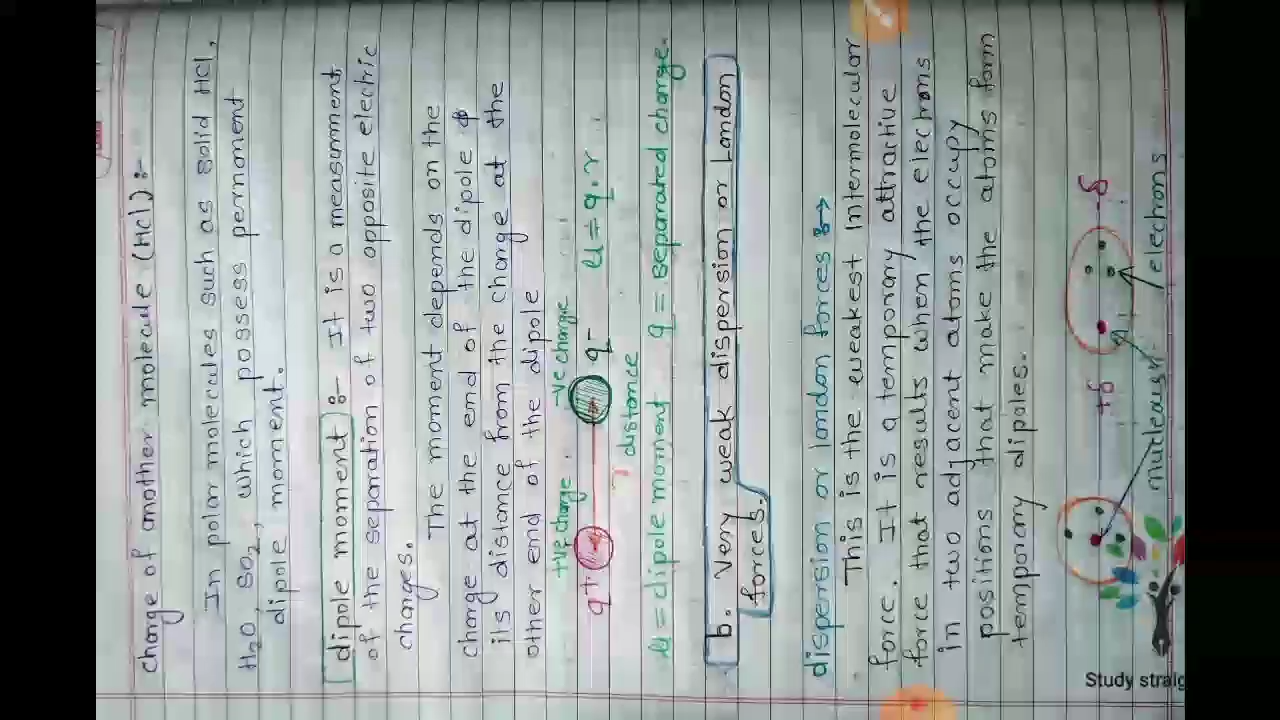 charge of another molecule (HCl):-
In polar molecules such as solid HCl,
H2O, SO2, which possess pernoment
dipole moment.
dipole moment :- It is a measurment
of the separation of two opposite electric
charges.
The moment depends on the
charge at the end of the dipole &
its distance from the charge at the
other end of the dipole
+ve charge -ve charge
q+ q- μ = q.r
r distance
μ = dipole moment q = separated charge.
b. Very weak dispersion or London
forces.
dispersion or london forces :→
This is the weakest Intermolecular
force. It is a temporary attractive
force that results when the electrons
in two adjacent atoms occupy
positions that make the atoms form
temporary dipoles.
+δ -δ
nucleus electrons
Study straig